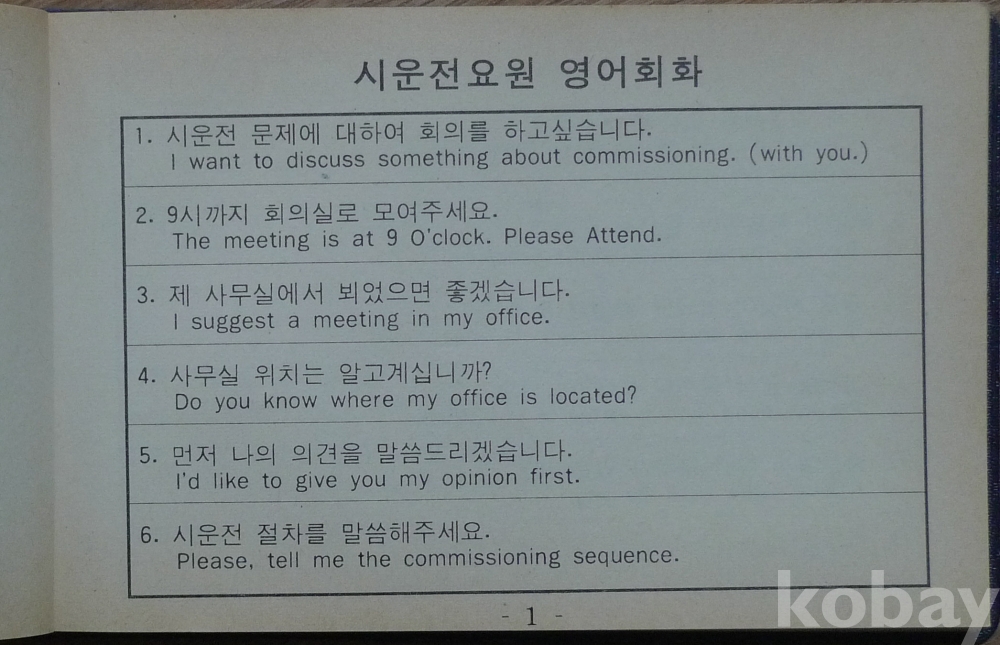 시운전요원 영어회화
1. 시운전 문제에 대하여 회의를 하고싶습니다.
I want to discuss something about commissioning. (with you.)
2. 9시까지 회의실로 모여주세요.
The meeting is at 9 O'clock. Please Attend.
3. 제 사무실에서 뵈었으면 좋겠습니다.
I suggest a meeting in my office.
4. 사무실 위치는 알고계십니까?
Do you know where my office is located?
5. 먼저 나의 의견을 말씀드리겠습니다.
I'd like to give you my opinion first.
6. 시운전 절차를 말씀해주세요.
Please, tell me the commissioning sequence.
- 1 -
kobay